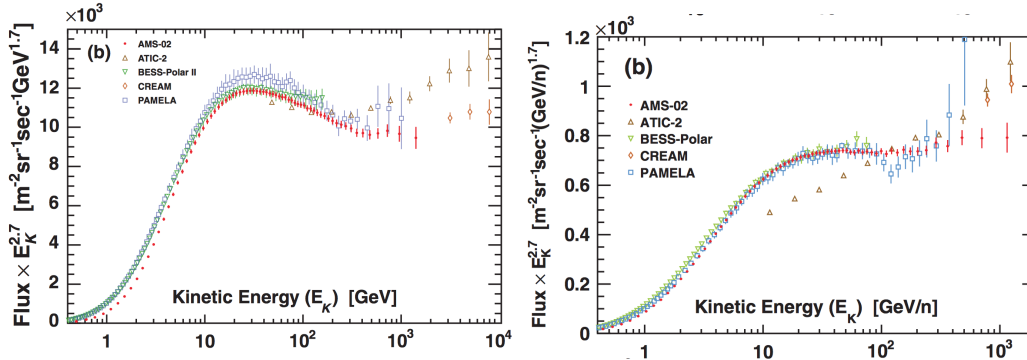 ×10³
(b)
AMS-02
ATIC-2
BESS-Polar II
CREAM
PAMELA
14
12
10
8
6
4
2
0
Flux × E_K^2.7 [m⁻²sr⁻¹sec⁻¹GeV^1.7]
Kinetic Energy (E_K) [GeV]
1
10
10²
10³
10⁴
×10³
(b)
AMS-02
ATIC-2
BESS-Polar
CREAM
PAMELA
1.2
1
0.8
0.6
0.4
0.2
0
Flux × E_K^2.7 [m⁻²sr⁻¹sec⁻¹(GeV/n)^1.7]
Kinetic Energy (E_K) [GeV/n]
1
10
10²
10³